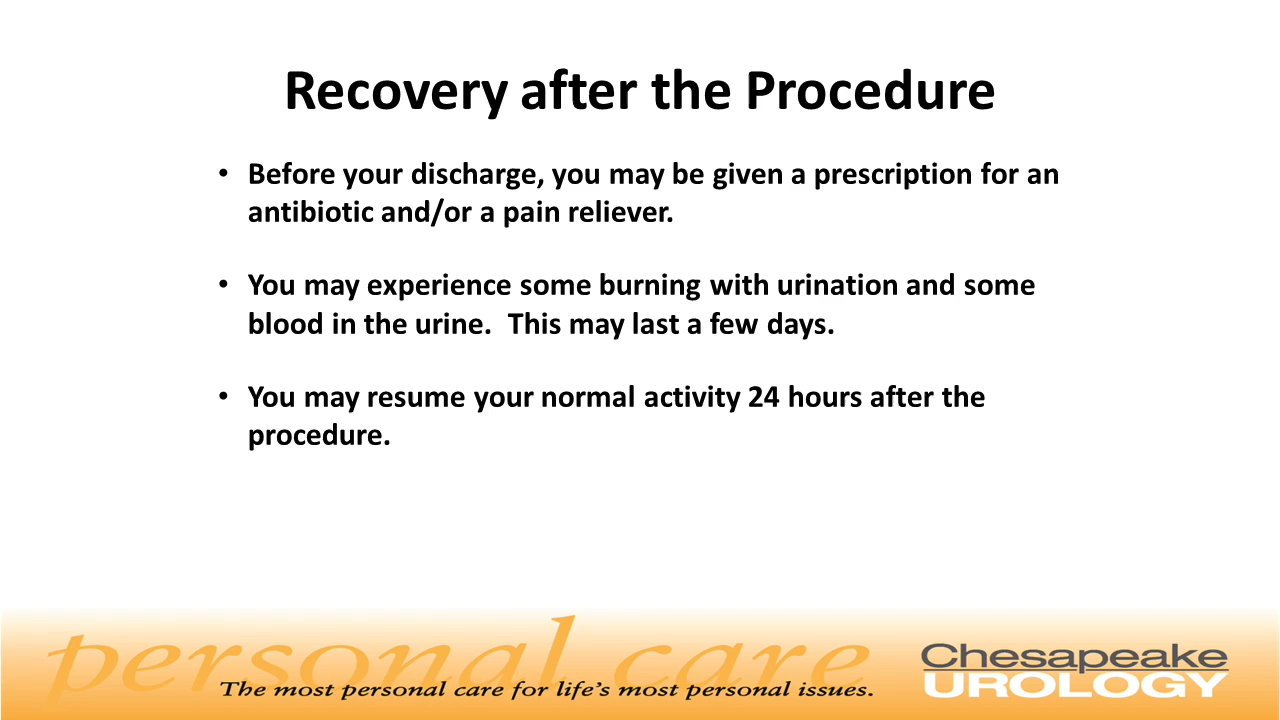 Recovery after the Procedure
• Before your discharge, you may be given a prescription for an
antibiotic and/or a pain reliever.
• You may experience some burning with urination and some
blood in the urine.  This may last a few days.
• You may resume your normal activity 24 hours after the
procedure.
personal care
The most personal care for life's most personal issues.
Chesapeake
UROLOGY